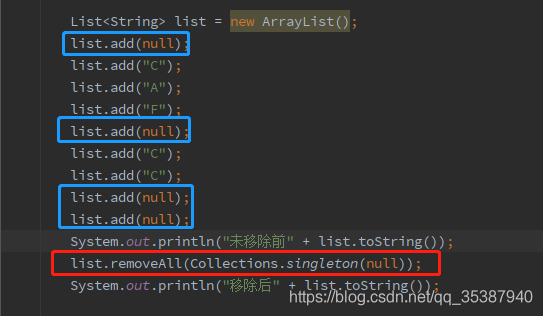 List<String> list = new ArrayList();
list.add(null);
list.add("C");
list.add("A");
list.add("F");
list.add(null);
list.add("C");
list.add("C");
list.add(null);
list.add(null);
System.out.println("未移除前" + list.toString());
list.removeAll(Collections.singleton(null));
System.out.println("移除后" + list.toString());
https://blog.csdn.net/qq_35387940